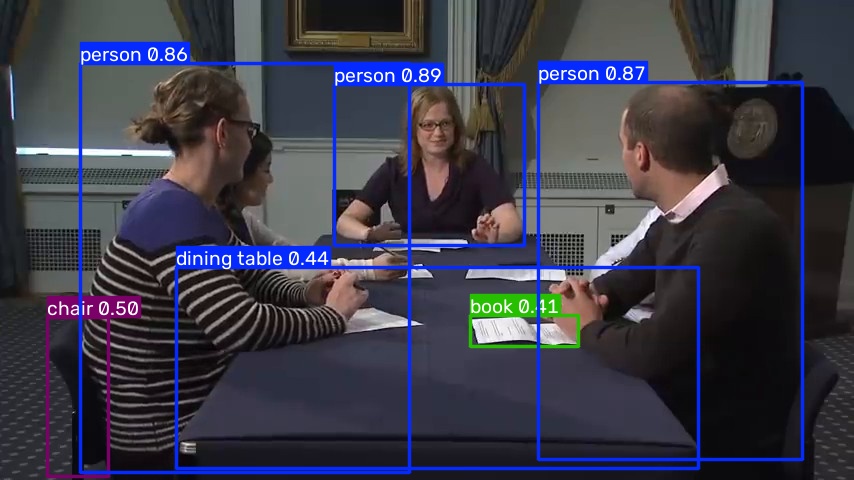 person 0.86
person 0.89
person 0.87
dining table 0.44
chair 0.50
book 0.41